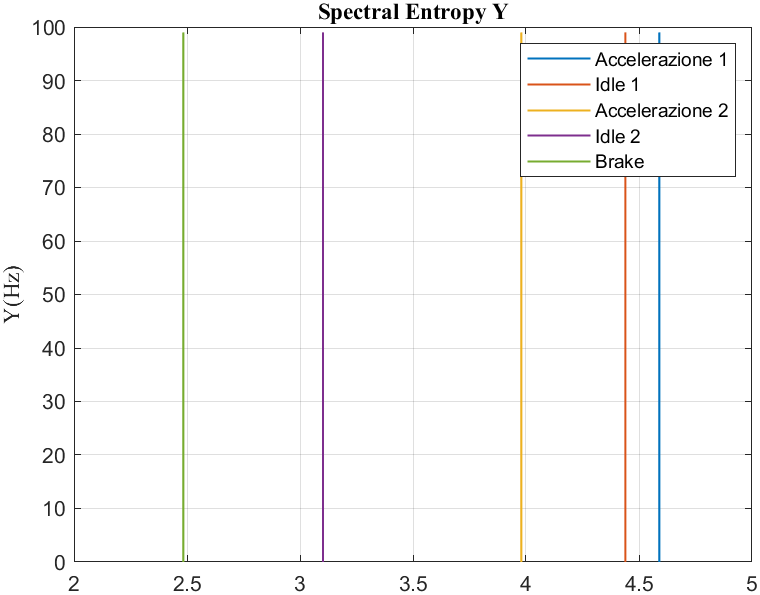 Spectral Entropy Y
100
90
80
70
60
50
40
30
20
10
0
Y(Hz)
Accelerazione 1
Idle 1
Accelerazione 2
Idle 2
Brake
2
2.5
3
3.5
4
4.5
5